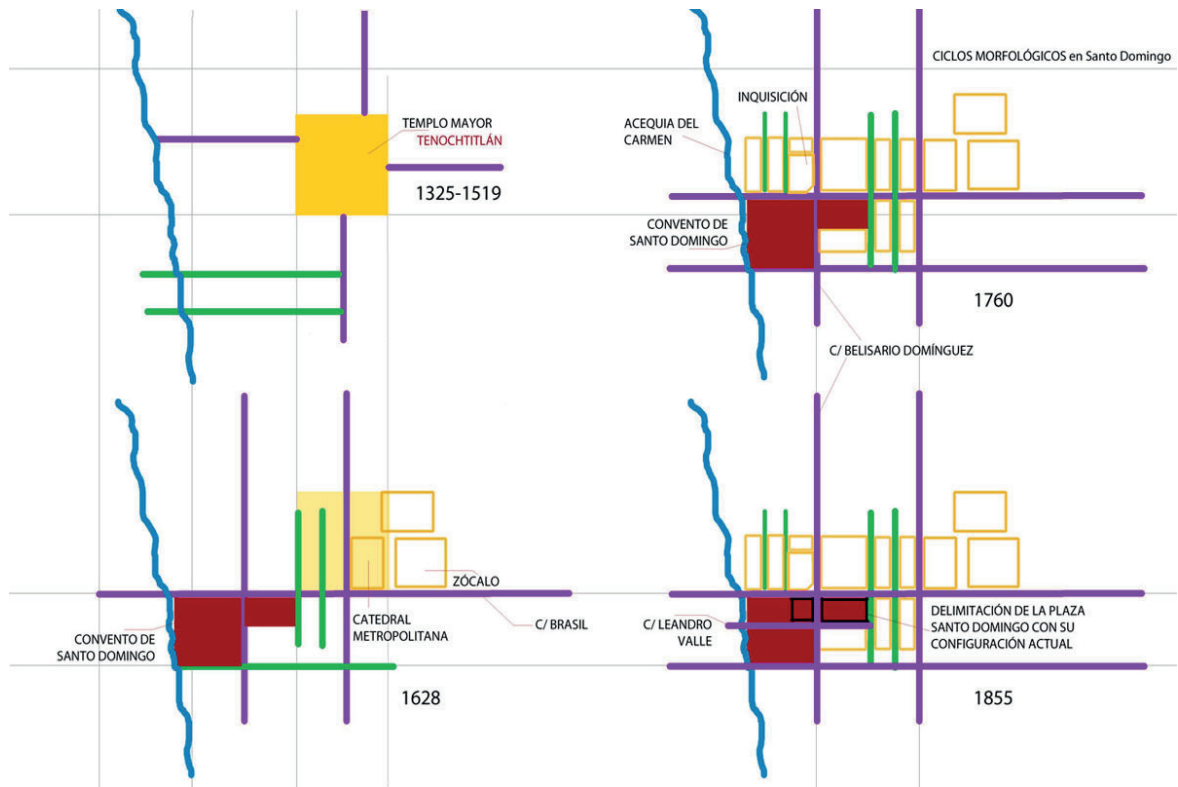 TEMPLO MAYOR
TENOCHTITLÁN
1325-1519
CICLOS MORFOLÓGICOS en Santo Domingo
INQUISICIÓN
ACEQUIA DEL
CARMEN
CONVENTO DE
SANTO DOMINGO
1760
C/ BELISARIO DOMÍNGUEZ
ZÓCALO
CATEDRAL
METROPOLITANA
C/ BRASIL
CONVENTO DE
SANTO DOMINGO
1628
C/ LEANDRO
VALLE
DELIMITACIÓN DE LA PLAZA
SANTO DOMINGO CON SU
CONFIGURACIÓN ACTUAL
1855